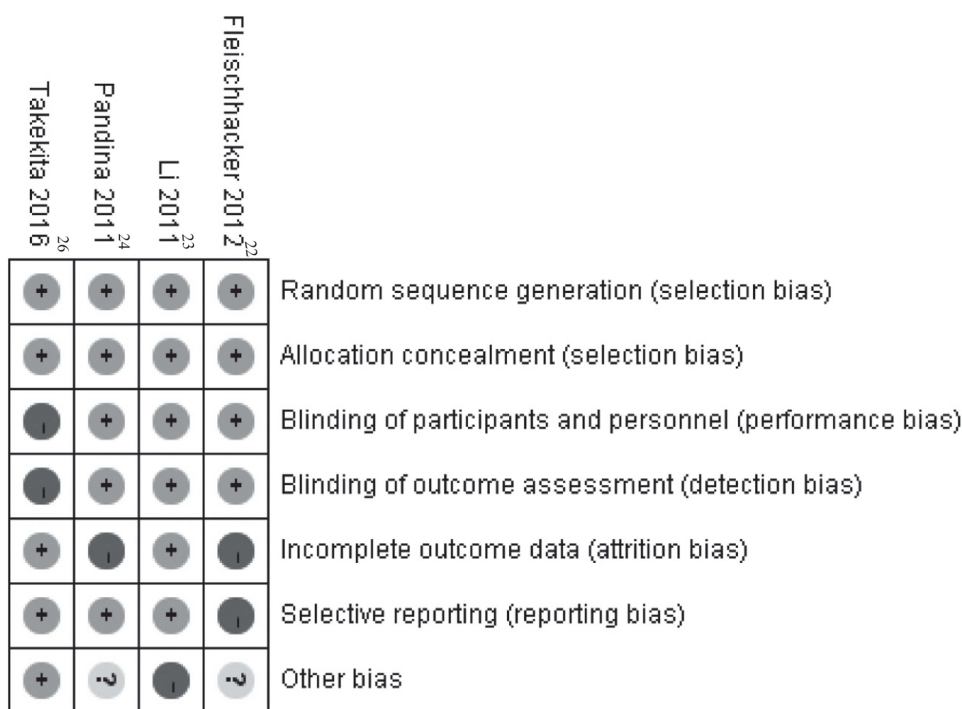 Takekita 2016 26
Pandina 2011 24
Li 2011 23
Fleischhacker 2012 22
+ + + + Random sequence generation (selection bias)
+ + + + Allocation concealment (selection bias)
- + + + Blinding of participants and personnel (performance bias)
- + + + Blinding of outcome assessment (detection bias)
+ - + - Incomplete outcome data (attrition bias)
+ + + - Selective reporting (reporting bias)
+ ? - ? Other bias